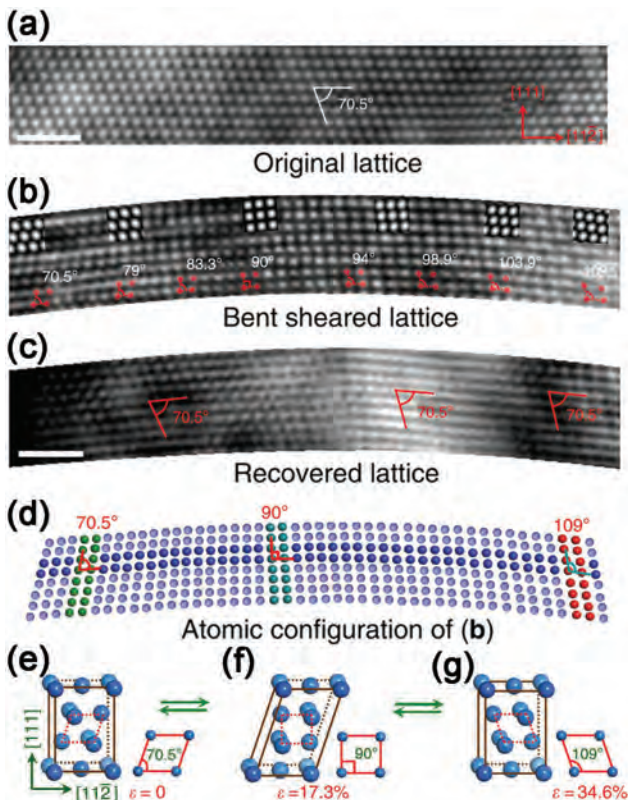 (a)
70.5°
[111]
[112̄]
Original lattice
(b)
70.5° 79° 83.3° 90° 94° 98.9° 103.9° 109°
Bent sheared lattice
(c)
70.5° 70.5° 70.5°
Recovered lattice
(d)
70.5° 90° 109°
Atomic configuration of (b)
(e) (f) (g)
[111]
70.5° 90° 109°
[112̄] ε = 0 ε =17.3% ε =34.6%